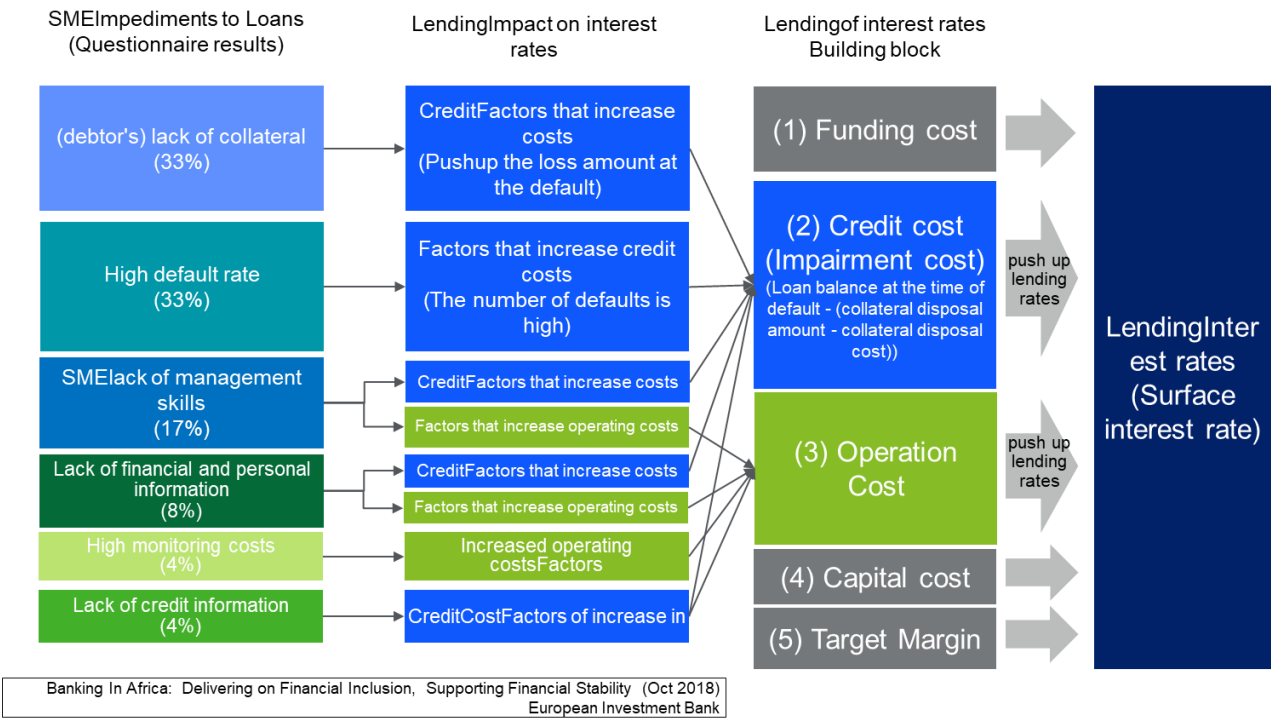 SMEImpediments to Loans
(Questionnaire results)
LendingImpact on interest
rates
Lendingof interest rates
Building block
(debtor's) lack of collateral
(33%)
High default rate
(33%)
SMElack of management
skills
(17%)
Lack of financial and personal
information
(8%)
High monitoring costs
(4%)
Lack of credit information
(4%)
CreditFactors that increase
costs
(Pushup the loss amount at
the default)
Factors that increase credit
costs
(The number of defaults is
high)
CreditFactors that increase costs
Factors that increase operating costs
CreditFactors that increase costs
Factors that increase operating costs
Increased operating
costsFactors
CreditCostFactors of increase in
(1) Funding cost
(2) Credit cost
(Impairment cost)
(Loan balance at the time of
default - (collateral disposal
amount - collateral disposal
cost))
(3) Operation
Cost
(4) Capital cost
(5) Target Margin
push up
lending
rates
push up
lending
rates
LendingInter
est rates
(Surface
interest rate)
Banking In Africa: Delivering on Financial Inclusion, Supporting Financial Stability (Oct 2018)
European Investment Bank